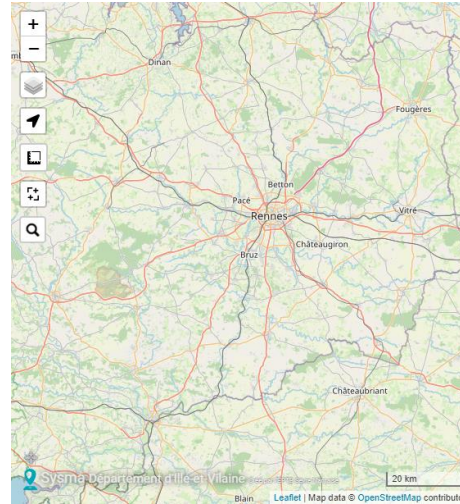 +
−
Dinan
Fougères
Betton
Pacé
Rennes
Vitré
Châteaugiron
Bruz
Châteaubriant
Sysma Département d'Ille-et-Vilaine
20 km
Blain
Leaflet | Map data © OpenStreetMap contributo